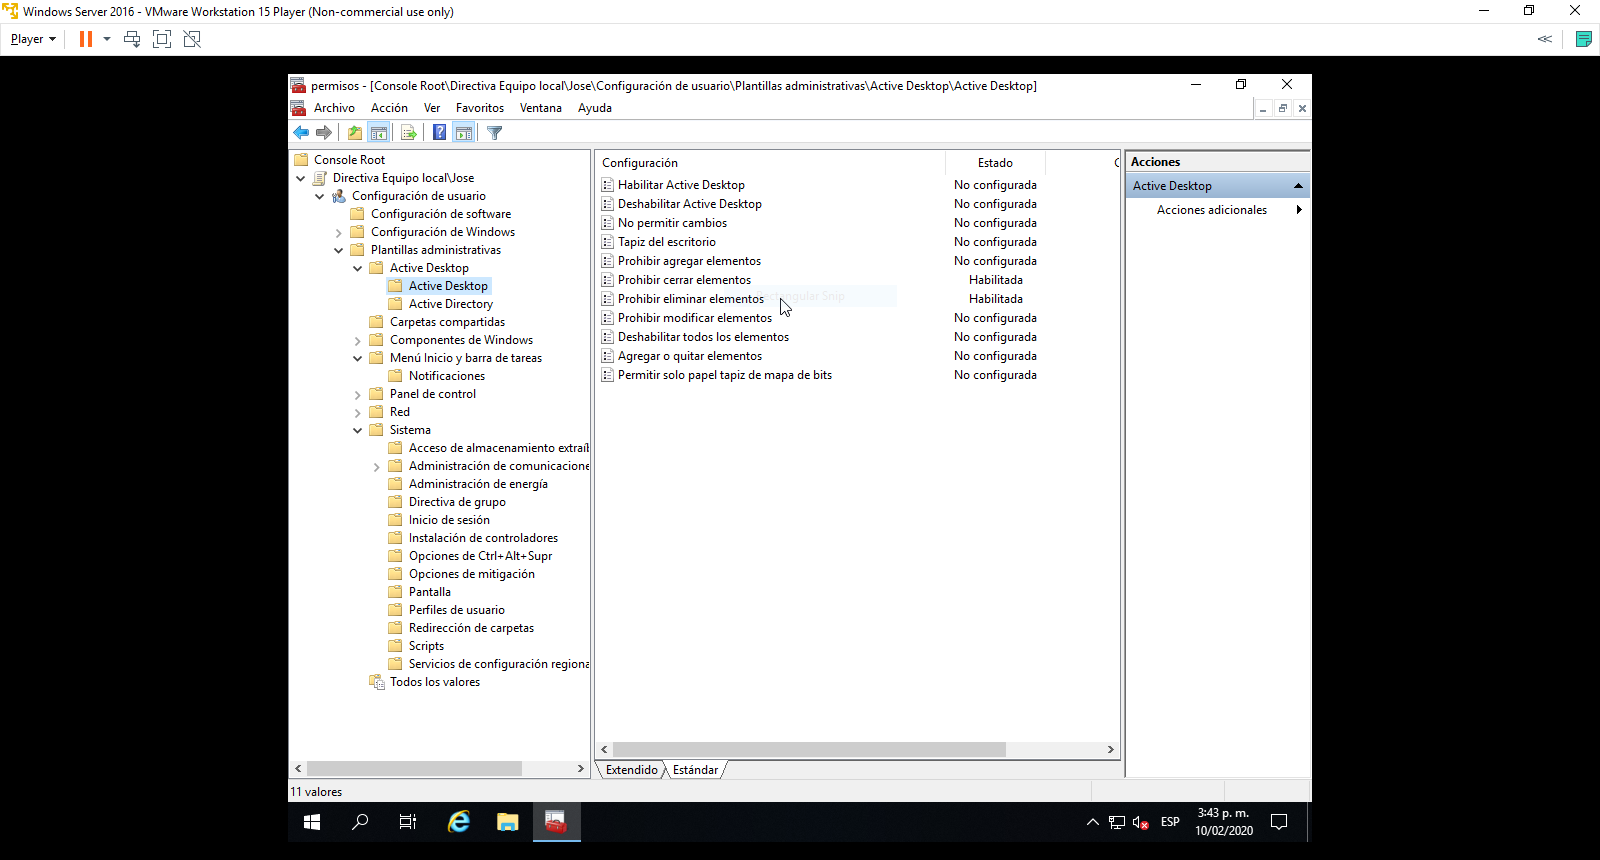 Windows Server 2016 - VMware Workstation 15 Player (Non-commercial use only)
Player
permisos - [Console Root\Directiva Equipo local\Jose\Configuración de usuario\Plantillas administrativas\Active Desktop\Active Desktop]
Archivo Acción Ver Favoritos Ventana Ayuda
Console Root
Directiva Equipo local\Jose
Configuración de usuario
Configuración de software
Configuración de Windows
Plantillas administrativas
Active Desktop
Active Desktop
Active Directory
Carpetas compartidas
Componentes de Windows
Menú Inicio y barra de tareas
Notificaciones
Panel de control
Red
Sistema
Acceso de almacenamiento extraíb
Administración de comunicacione
Administración de energía
Directiva de grupo
Inicio de sesión
Instalación de controladores
Opciones de Ctrl+Alt+Supr
Opciones de mitigación
Pantalla
Perfiles de usuario
Redirección de carpetas
Scripts
Servicios de configuración regiona
Todos los valores
Configuración Estado C
Habilitar Active Desktop No configurada
Deshabilitar Active Desktop No configurada
No permitir cambios No configurada
Tapiz del escritorio No configurada
Prohibir agregar elementos No configurada
Prohibir cerrar elementos Habilitada
Prohibir eliminar elementos Habilitada
Rectangular Snip
Prohibir modificar elementos No configurada
Deshabilitar todos los elementos No configurada
Agregar o quitar elementos No configurada
Permitir solo papel tapiz de mapa de bits No configurada
Extendido Estándar
Acciones
Active Desktop
Acciones adicionales
11 valores
ESP
3:43 p. m.
10/02/2020